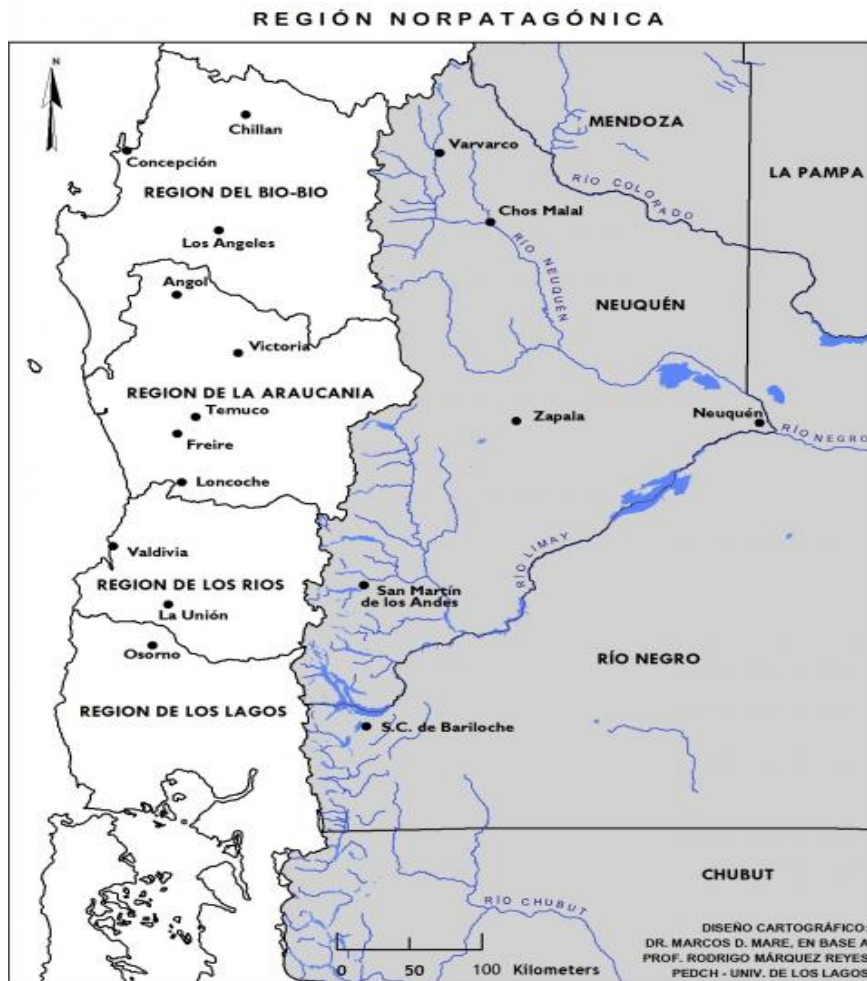 REGIÓN NORPATAGÓNICA
N
Chillan
MENDOZA
Concepción
Varvarco
LA PAMPA
REGION DEL BIO-BIO
RÍO COLORADO
Chos Malal
Los Angeles
RÍO NEUQUÉN
Angol
NEUQUÉN
Victoria
REGION DE LA ARAUCANIA
Temuco
Zapala
Neuquén
Freire
RÍO NEGRO
Loncoche
Valdivia
RÍO LIMAY
REGION DE LOS RIOS
San Martín
de los Andes
La Unión
Osorno
RÍO NEGRO
REGION DE LOS LAGOS
S.C. de Bariloche
CHUBUT
RÍO CHUBUT
DISEÑO CARTOGRÁFICO:
DR. MARCOS D. MARE, EN BASE A
PROF. RODRIGO MÁRQUEZ REYES
PEDCH - UNIV. DE LOS LAGOS
0 50 100 Kilometers